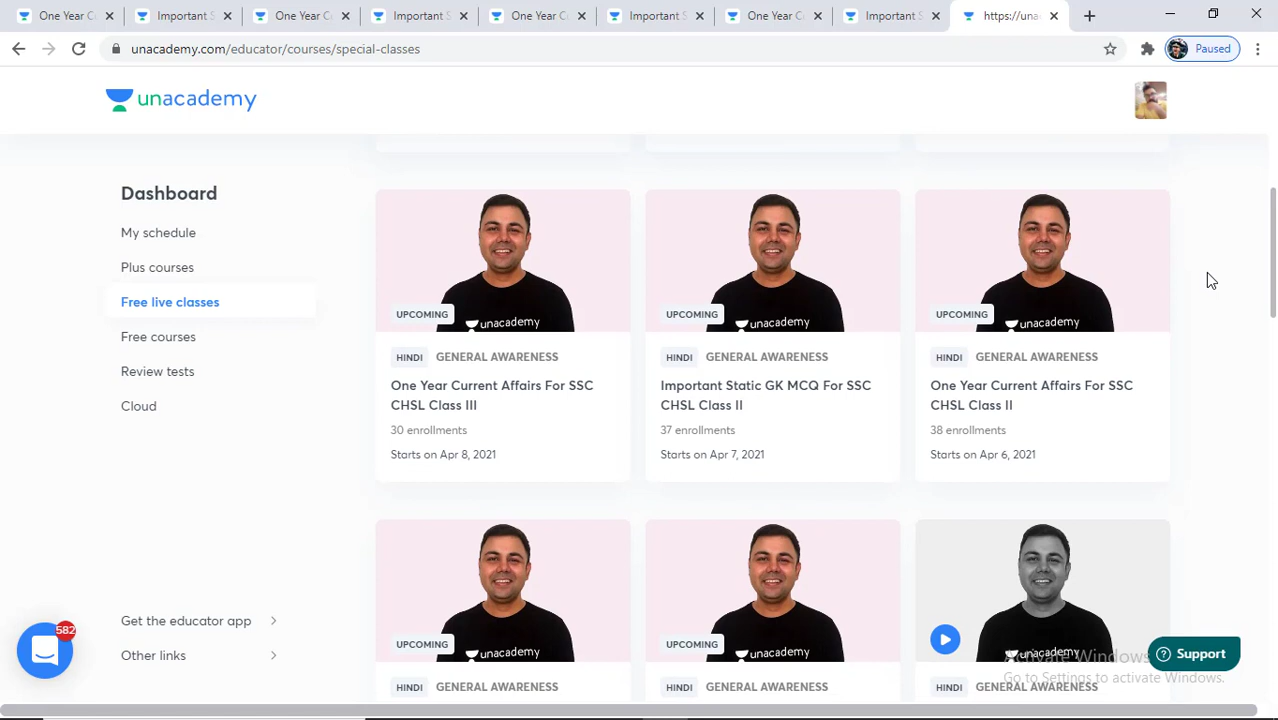 One Year C
Important S
One Year C
Important S
One Year Cu
Important S
One Year Cu
Important S
https://una
unacademy.com/educator/courses/special-classes
Paused
unacademy
Dashboard
My schedule
Plus courses
Free live classes
Free courses
Review tests
Cloud
Get the educator app
Other links
582
UPCOMING
unacademy
HINDI GENERAL AWARENESS
One Year Current Affairs For SSC
CHSL Class III
30 enrollments
Starts on Apr 8, 2021
UPCOMING
unacademy
HINDI GENERAL AWARENESS
Important Static GK MCQ For SSC
CHSL Class II
37 enrollments
Starts on Apr 7, 2021
UPCOMING
unacademy
HINDI GENERAL AWARENESS
One Year Current Affairs For SSC
CHSL Class II
38 enrollments
Starts on Apr 6, 2021
UPCOMING
unacademy
HINDI GENERAL AWARENESS
UPCOMING
unacademy
HINDI GENERAL AWARENESS
unacademy
HINDI GENERAL AWARENESS
Activate Windows
Go to Settings to activate Windows.
Support